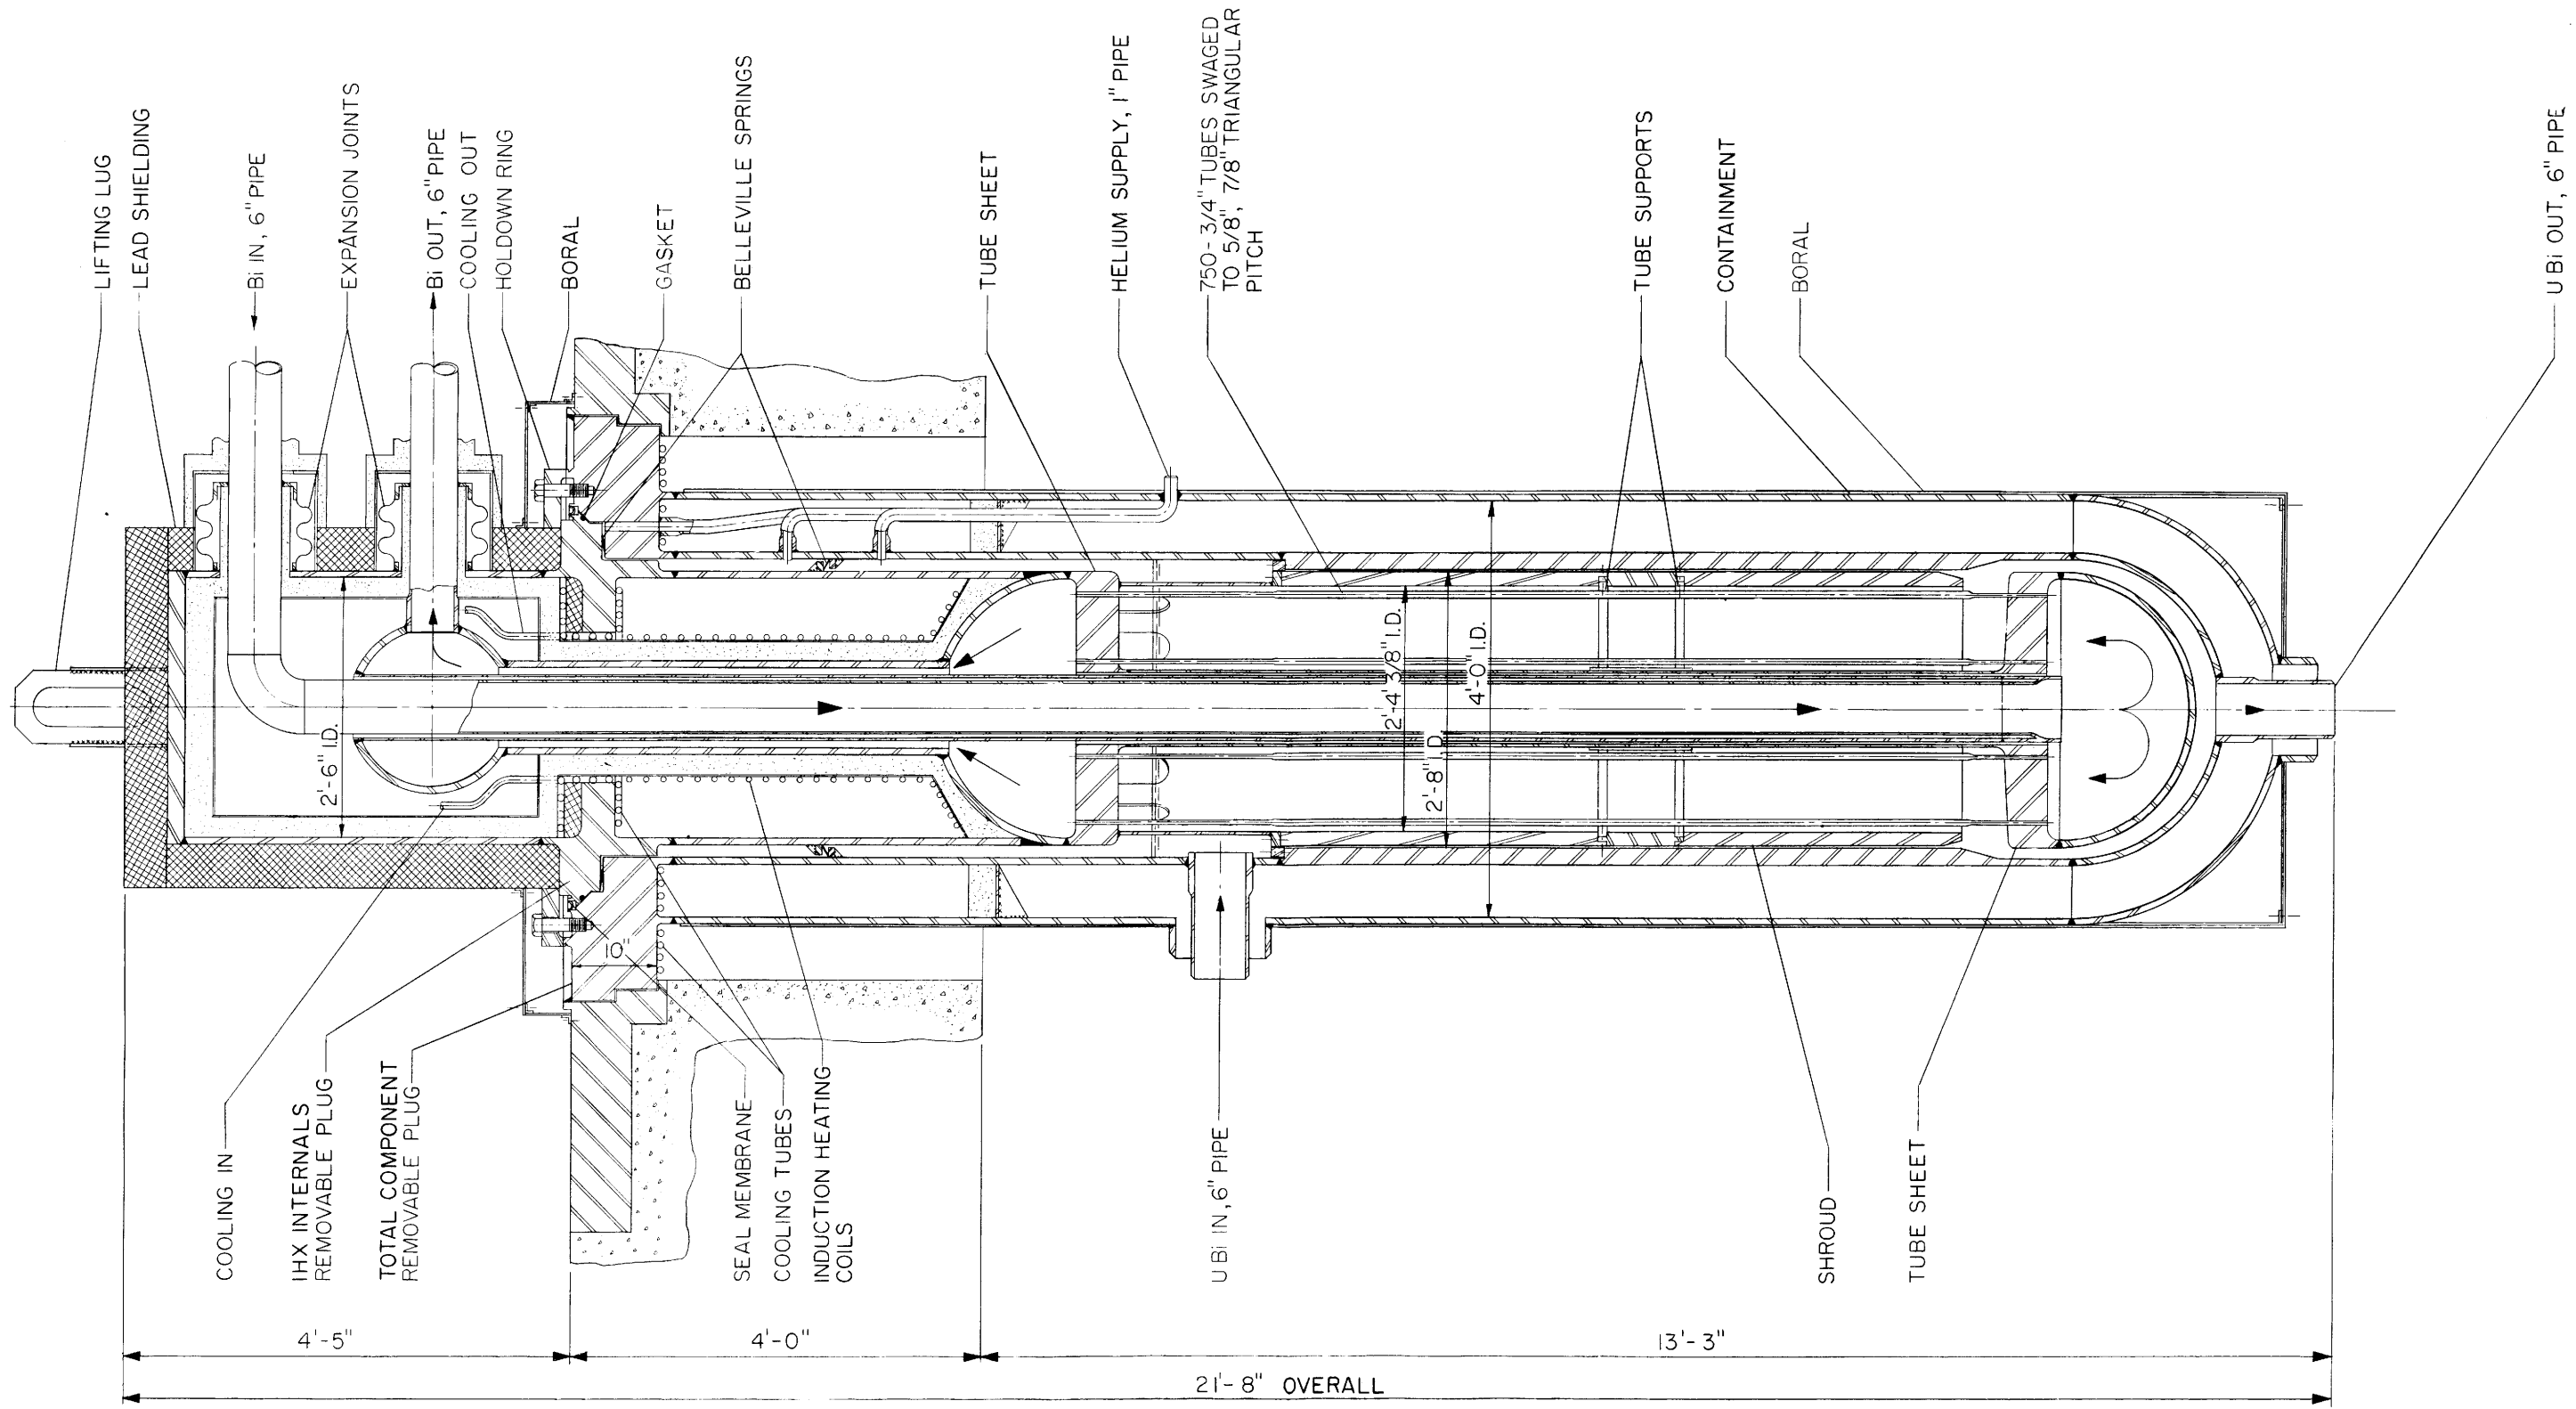 LIFTING LUG
LEAD SHIELDING
Bi IN, 6" PIPE
EXPANSION JOINTS
Bi OUT, 6" PIPE
COOLING OUT
HOLDOWN RING
BORAL
GASKET
BELLEVILLE SPRINGS
TUBE SHEET
HELIUM SUPPLY, 1" PIPE
750-3/4" TUBES SWAGED
TO 5/8", 7/8" TRIANGULAR
PITCH
TUBE SUPPORTS
CONTAINMENT
BORAL
U Bi OUT, 6" PIPE
2'-6" I.D.
2'-4 3/8" I.D.
2'-8" I.D.
4'-0" I.D.
10"
COOLING IN
IHX INTERNALS
REMOVABLE PLUG
TOTAL COMPONENT
REMOVABLE PLUG
SEAL MEMBRANE
COOLING TUBES
INDUCTION HEATING
COILS
U Bi IN, 6" PIPE
SHROUD
TUBE SHEET
4'-5"
4'-0"
13'-3"
21'-8" OVERALL